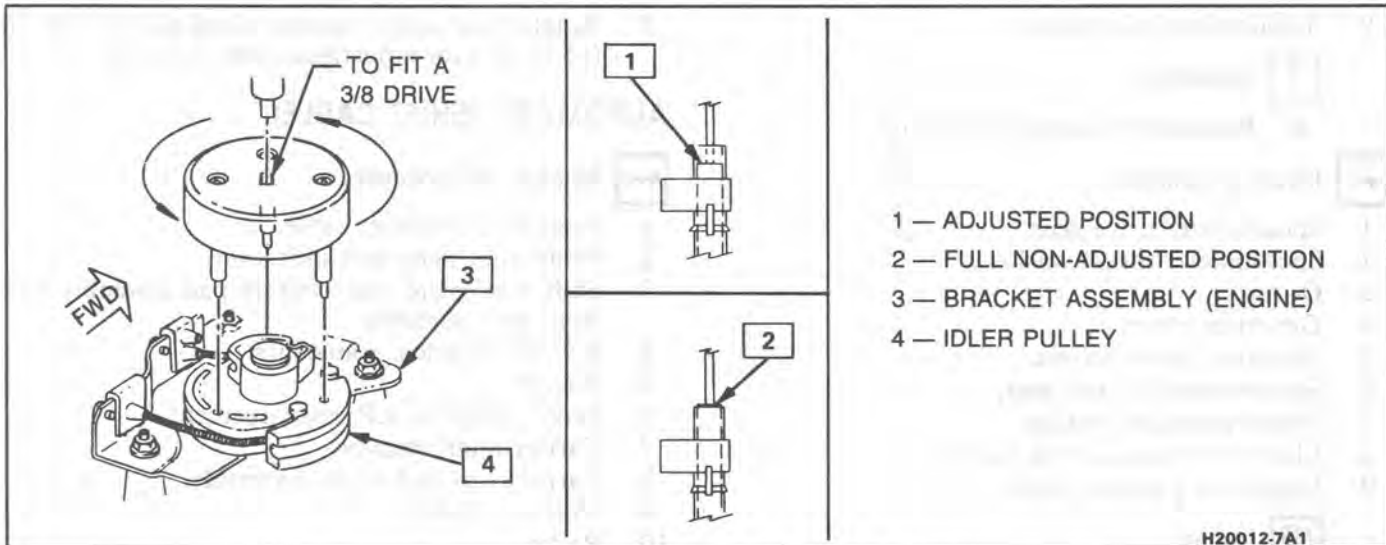 TO FIT A
3/8 DRIVE
FWD
3
4
1
2
1 — ADJUSTED POSITION
2 — FULL NON-ADJUSTED POSITION
3 — BRACKET ASSEMBLY (ENGINE)
4 — IDLER PULLEY
H20012-7A1